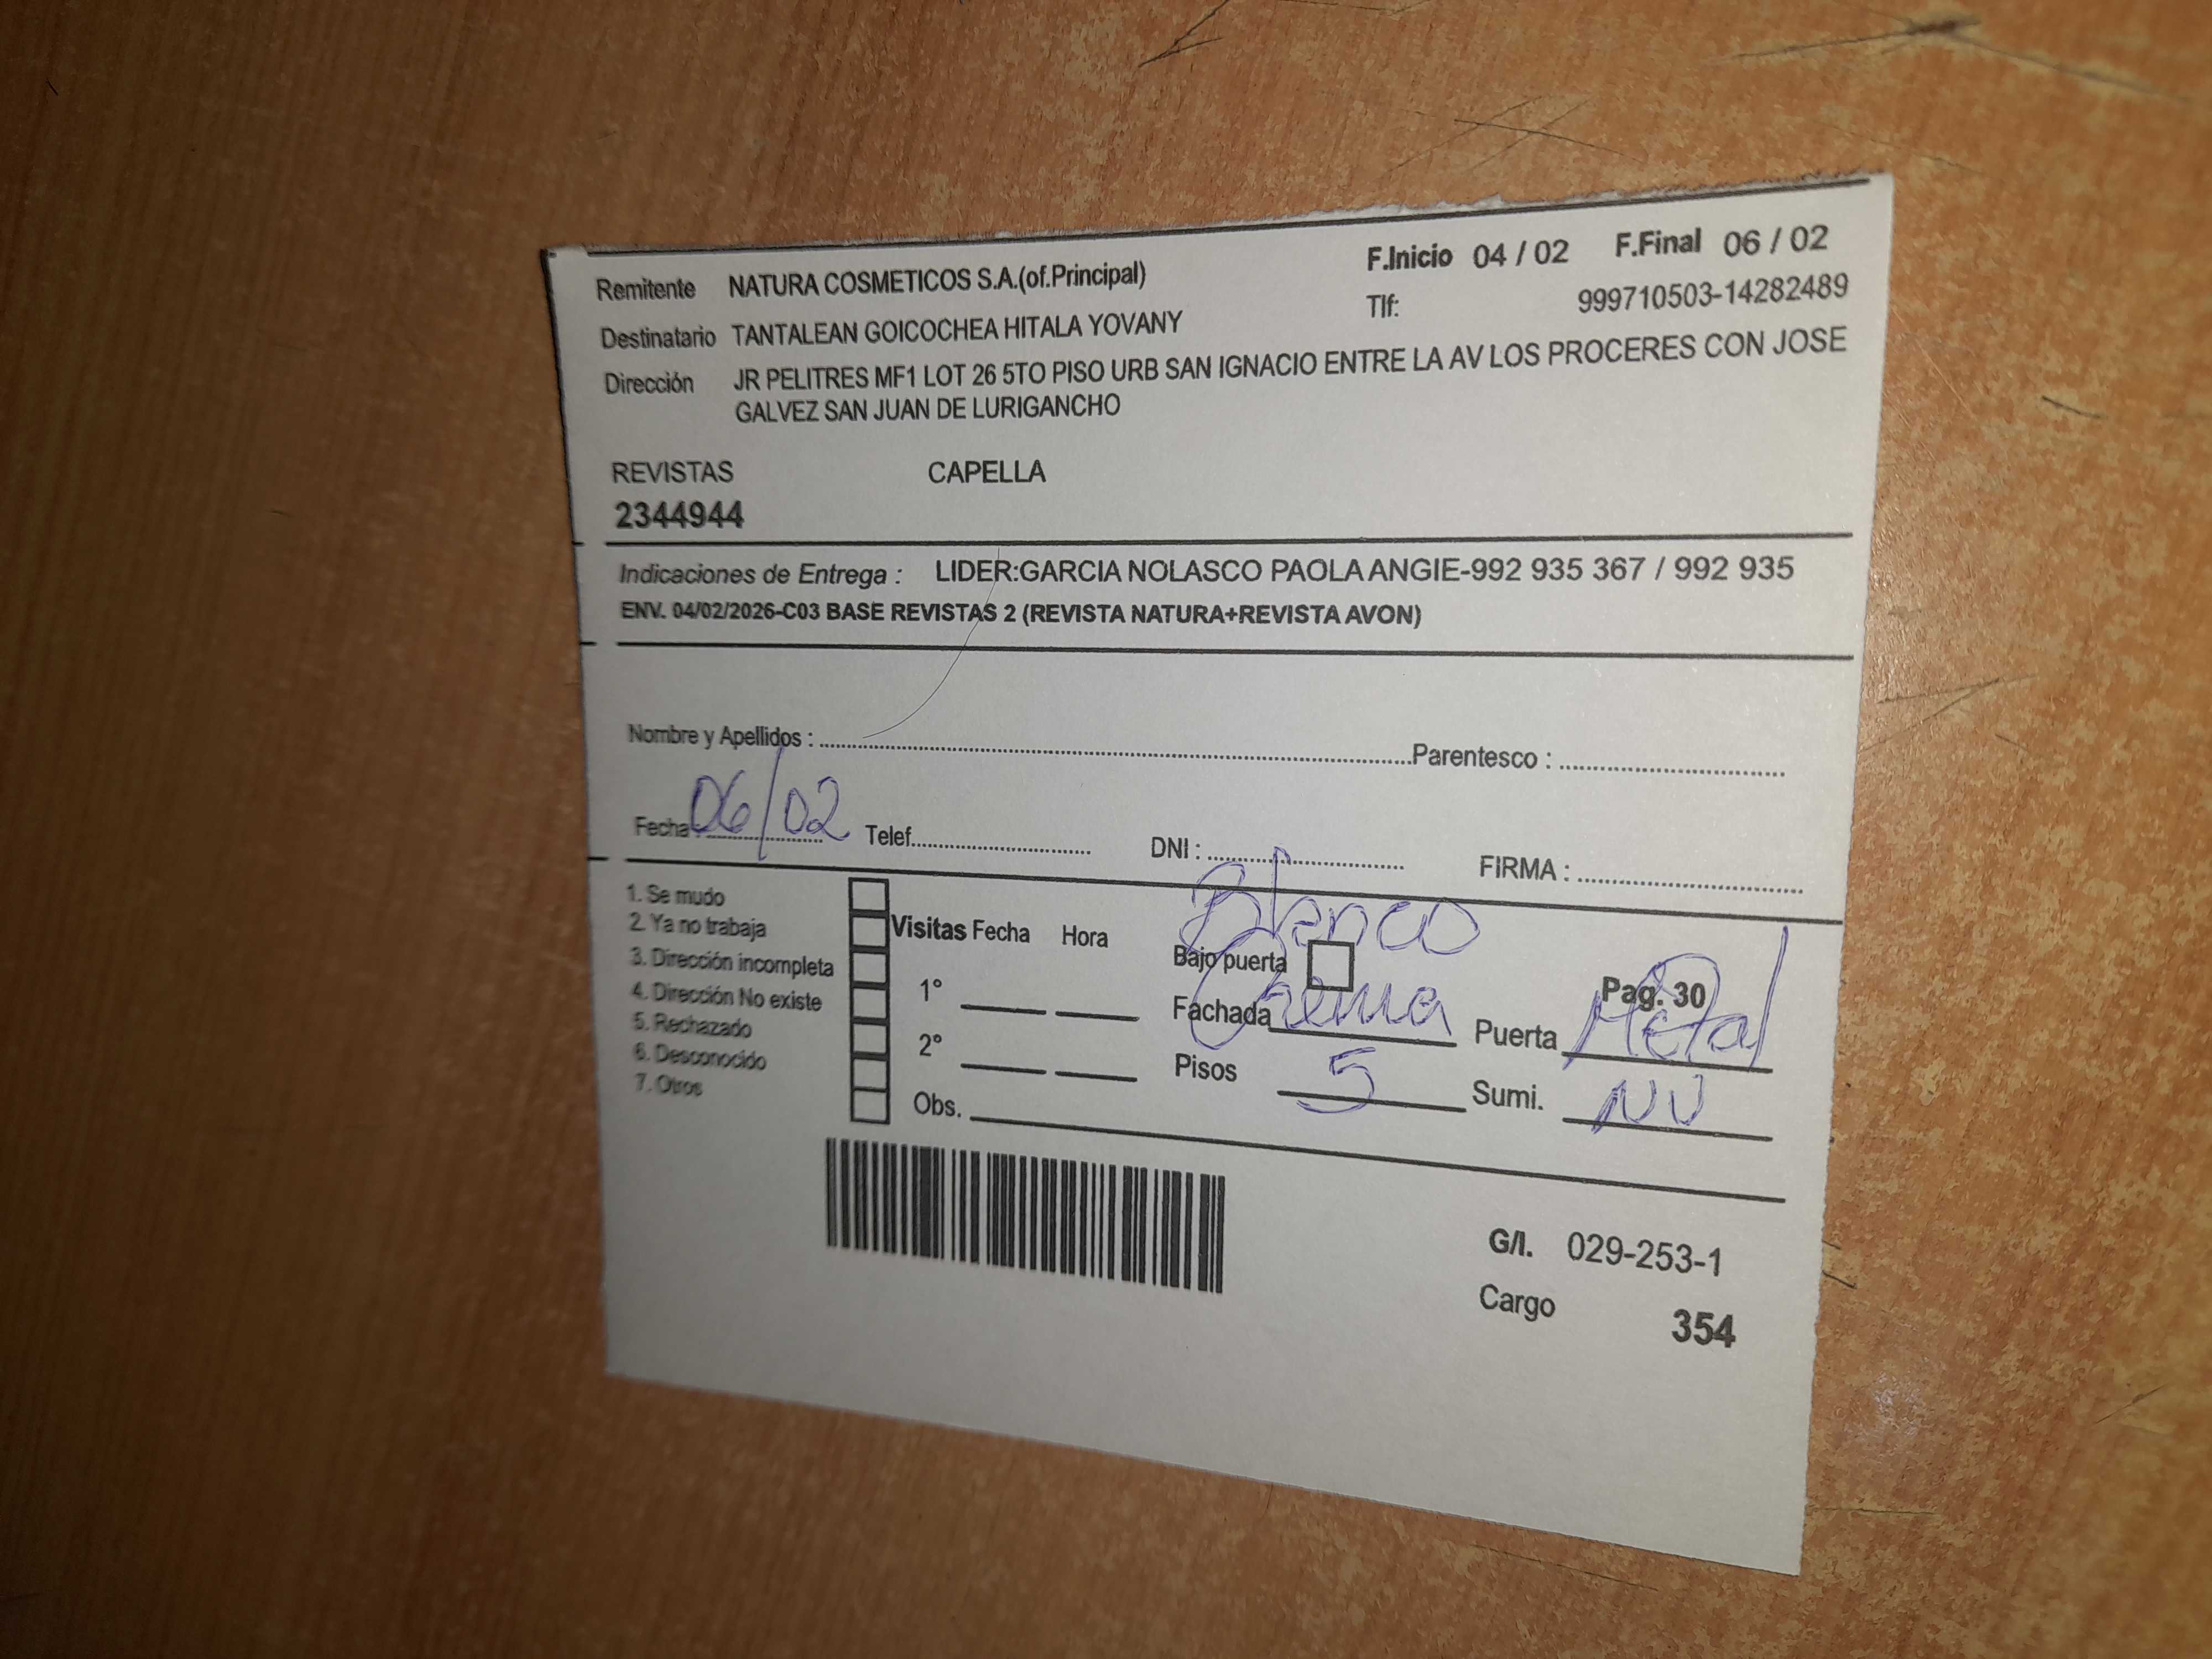 Remitente NATURA COSMETICOS S.A.(of.Principal) F.Inicio 04 / 02 F.Final 06 / 02
Destinatario TANTALEAN GOICOCHEA HITALA YOVANY Tlf: 999710503-14282489
Dirección JR PELITRES MF1 LOT 26 5TO PISO URB SAN IGNACIO ENTRE LA AV LOS PROCERES CON JOSE
GALVEZ SAN JUAN DE LURIGANCHO
REVISTAS CAPELLA
2344944
Indicaciones de Entrega : LIDER:GARCIA NOLASCO PAOLA ANGIE-992 935 367 / 992 935
ENV. 04/02/2026-C03 BASE REVISTAS 2 (REVISTA NATURA+REVISTA AVON)
Nombre y Apellidos : Parentesco :
Fecha : 06/02 Telef. DNI : FIRMA :
1. Se mudo
2. Ya no trabaja
3. Dirección incompleta
4. Dirección No existe
5. Rechazado
6. Desconocido
7. Otros
Visitas Fecha Hora
1°
2°
Obs.
Blanco
Bajo puerta Pag. 30
Fachada Crema Puerta Metal
Pisos 5 Sumi. NV
G/I. 029-253-1
Cargo 354